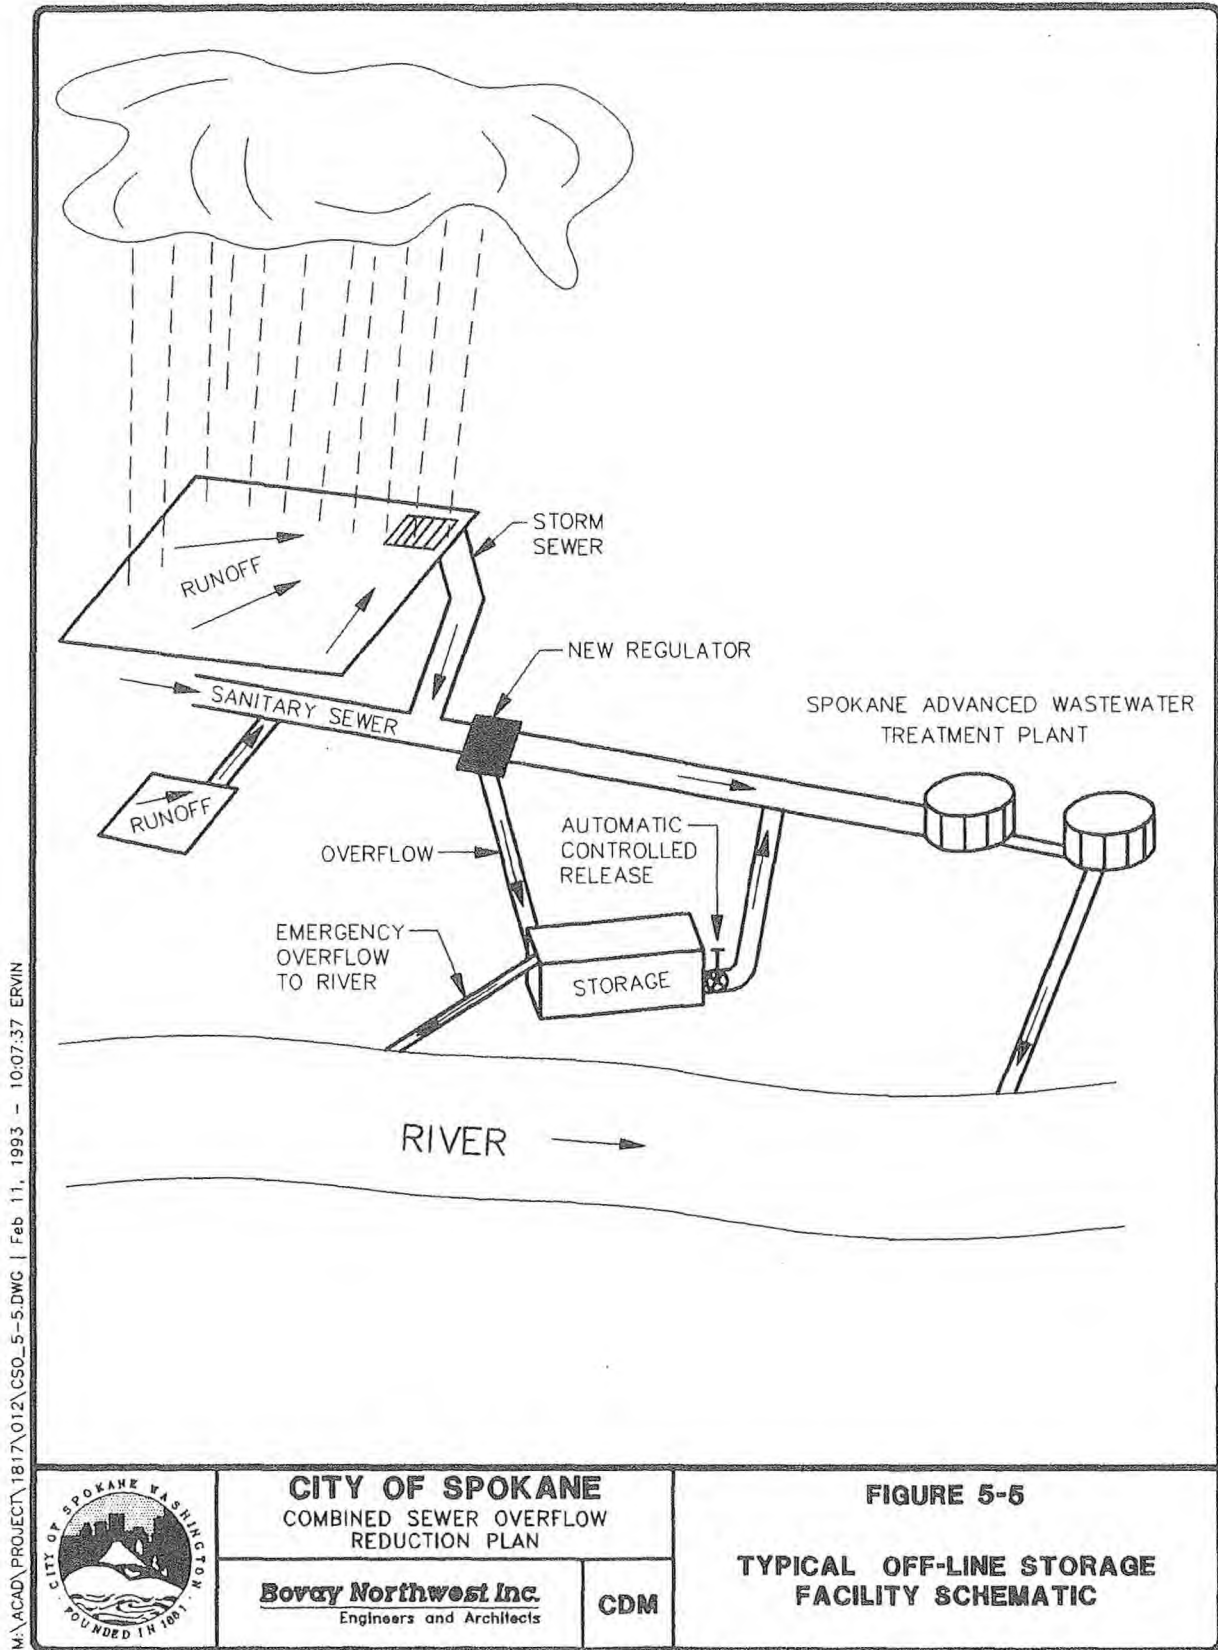 STORM
SEWER
RUNOFF
NEW REGULATOR
SANITARY SEWER
SPOKANE ADVANCED WASTEWATER
TREATMENT PLANT
RUNOFF
OVERFLOW
AUTOMATIC
CONTROLLED
RELEASE
EMERGENCY
OVERFLOW
TO RIVER
STORAGE
RIVER
M:\ACAD\PROJECT\1817\012\CSO_5-5.DWG | Feb 11, 1993 - 10:07:37 ERVIN
CITY OF SPOKANE WASHINGTON
FOUNDED IN 1881
CITY OF SPOKANE
COMBINED SEWER OVERFLOW
REDUCTION PLAN
Bovay Northwest Inc.
Engineers and Architects
CDM
FIGURE 5-5
TYPICAL OFF-LINE STORAGE
FACILITY SCHEMATIC